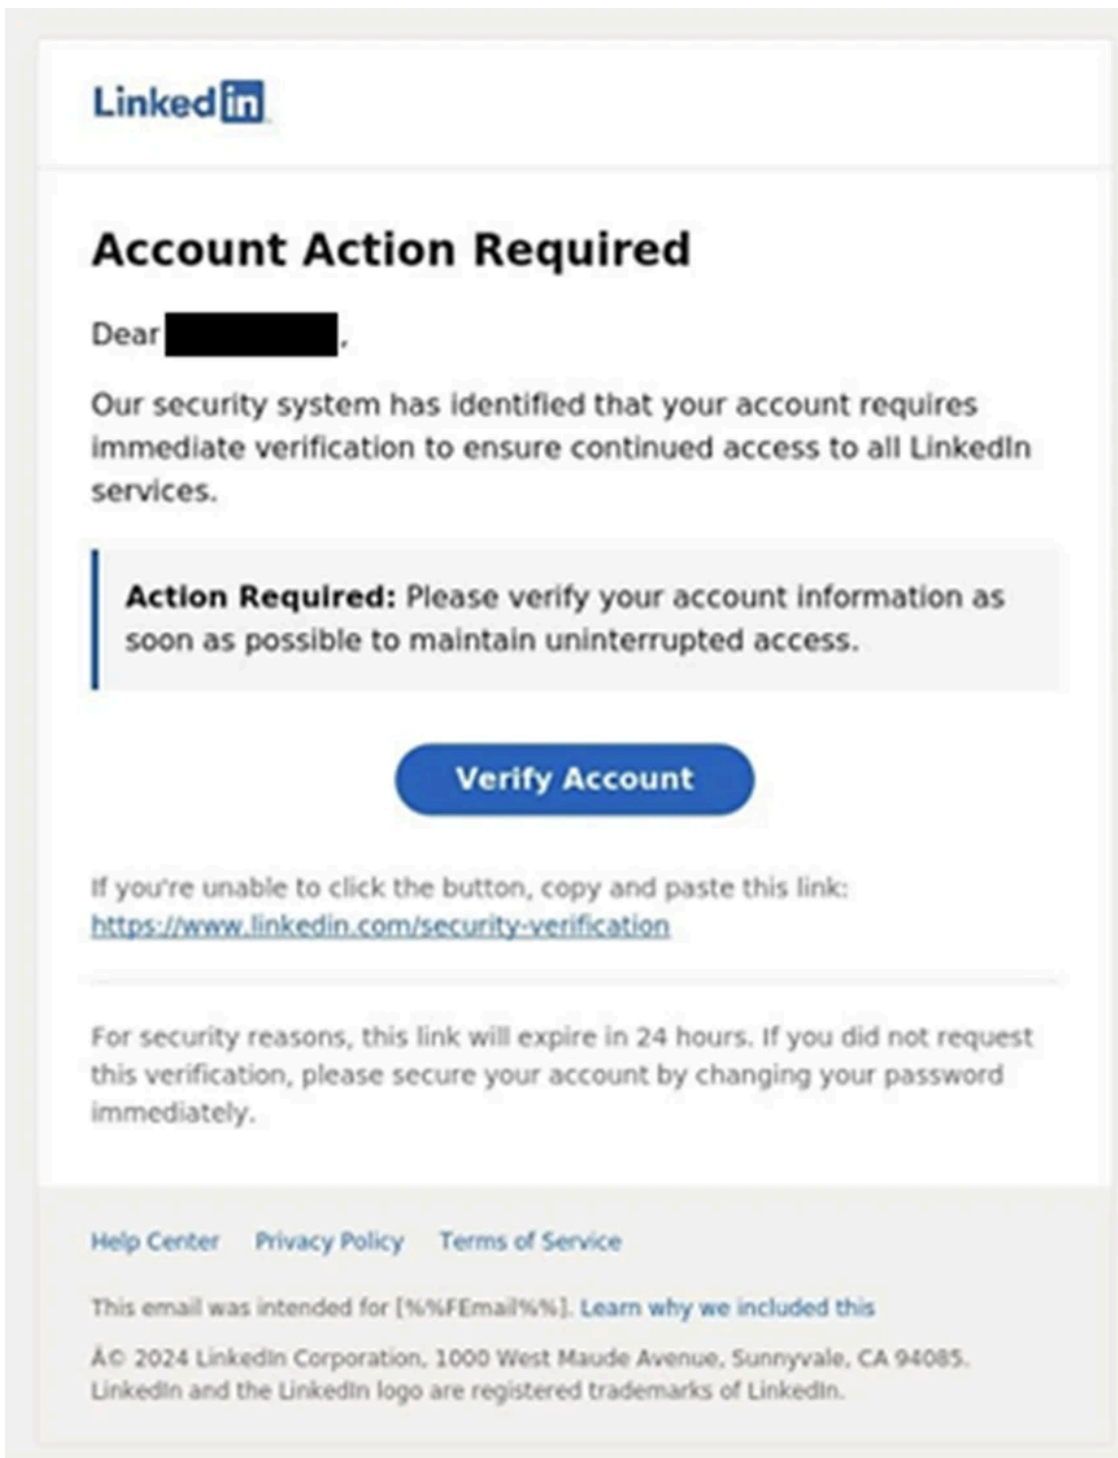 LinkedIn
Account Action Required
Dear ,
Our security system has identified that your account requires
immediate verification to ensure continued access to all LinkedIn
services.
Action Required: Please verify your account information as
soon as possible to maintain uninterrupted access.
Verify Account
If you're unable to click the button, copy and paste this link:
https://www.linkedin.com/security-verification
For security reasons, this link will expire in 24 hours. If you did not request
this verification, please secure your account by changing your password
immediately.
Help Center Privacy Policy Terms of Service
This email was intended for [%%FEmail%%]. Learn why we included this
Â© 2024 LinkedIn Corporation, 1000 West Maude Avenue, Sunnyvale, CA 94085.
LinkedIn and the LinkedIn logo are registered trademarks of LinkedIn.